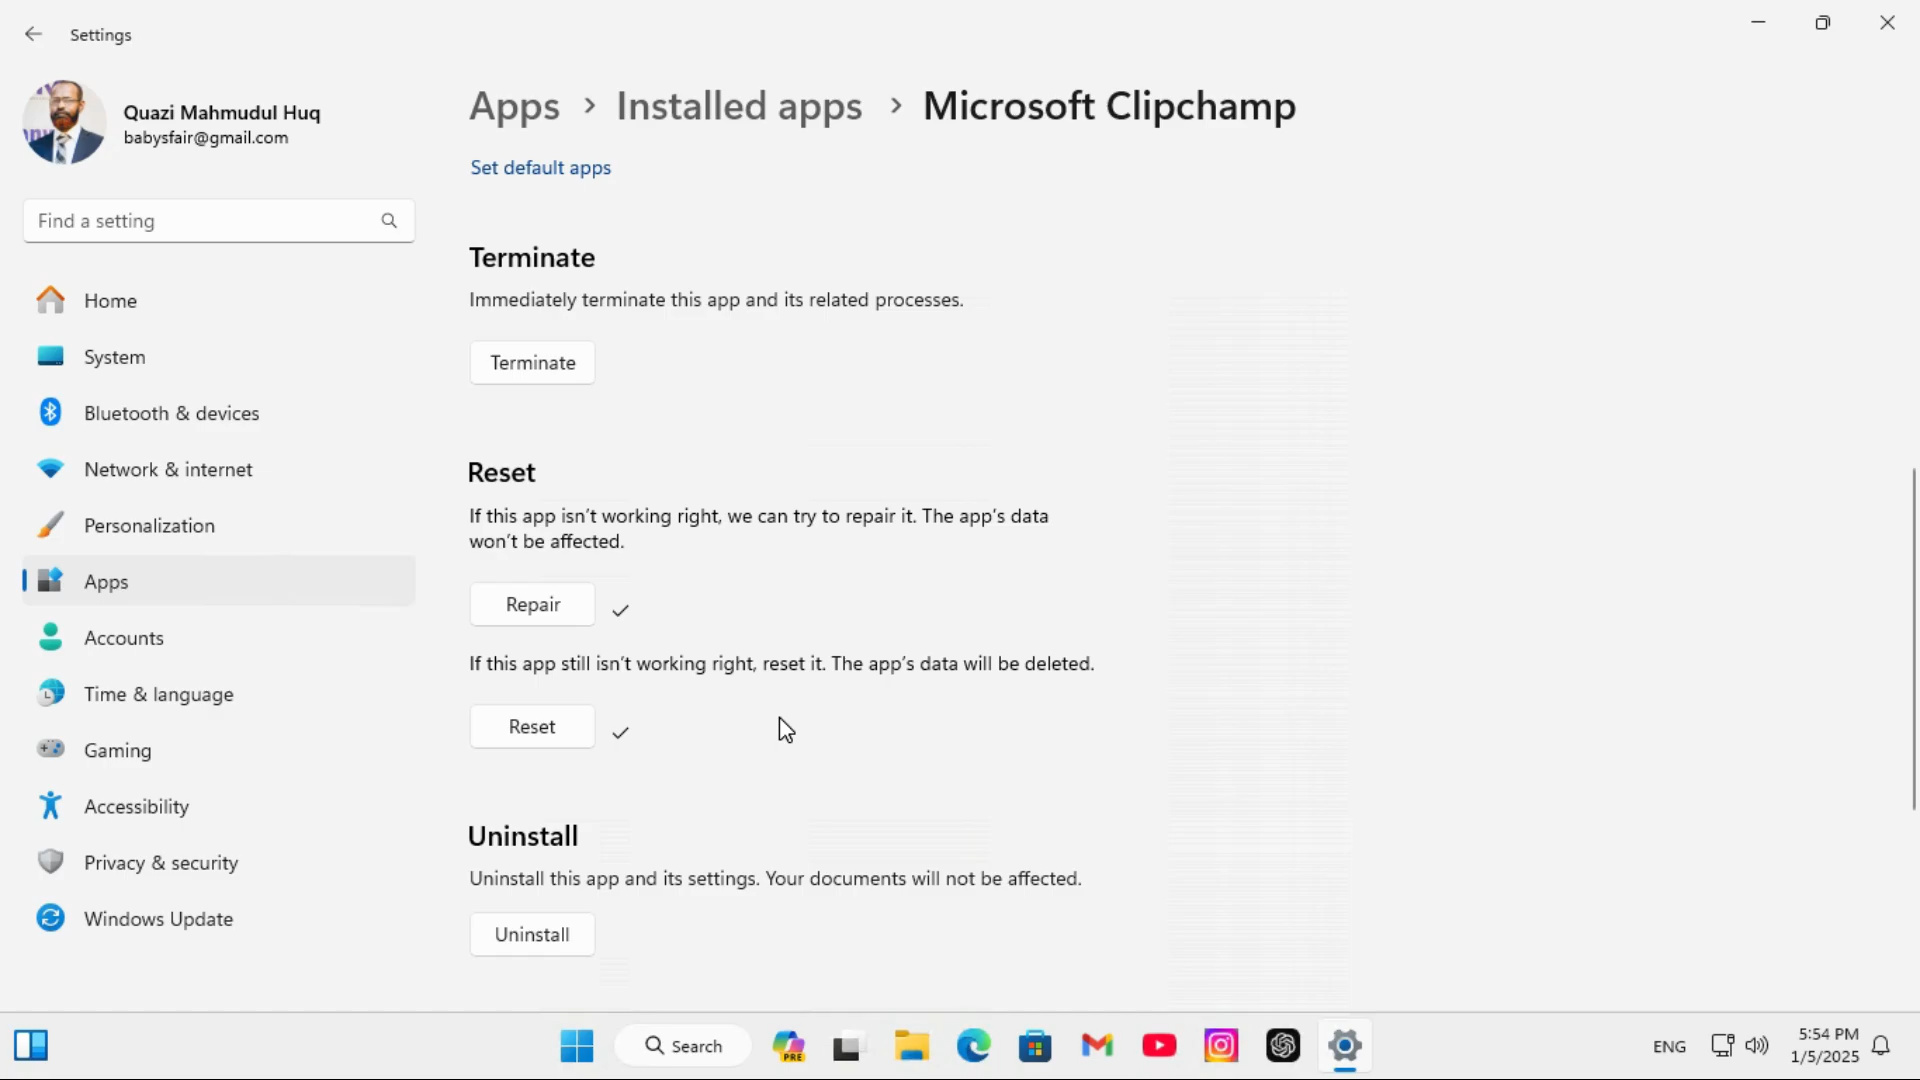 Settings
Quazi Mahmudul Huq
babysfair@gmail.com
Find a setting
Home
System
Bluetooth & devices
Network & internet
Personalization
Apps
Accounts
Time & language
Gaming
Accessibility
Privacy & security
Windows Update
Apps > Installed apps > Microsoft Clipchamp
Set default apps
Terminate
Immediately terminate this app and its related processes.
Terminate
Reset
If this app isn't working right, we can try to repair it. The app's data
won't be affected.
Repair
If this app still isn't working right, reset it. The app's data will be deleted.
Reset
Uninstall
Uninstall this app and its settings. Your documents will not be affected.
Uninstall
Search
PRE
ENG
5:54 PM
1/5/2025